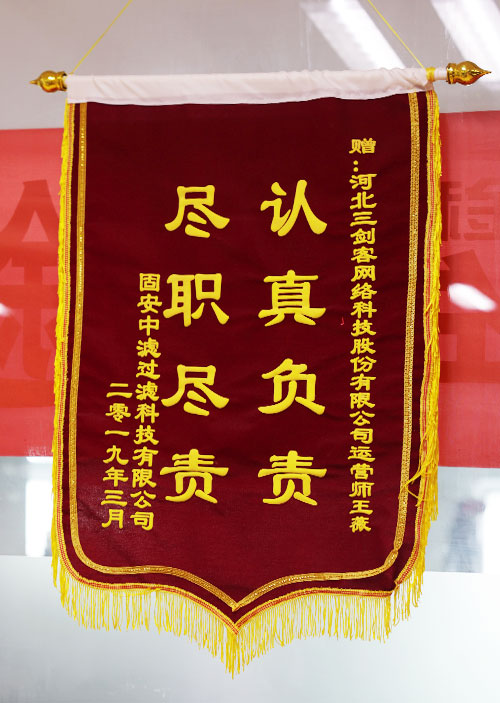 赠：河北三剑客网络科技股份有限公司运营师王薇
认真负责
尽职尽责
固安中滤过滤科技有限公司
二零一九年三月